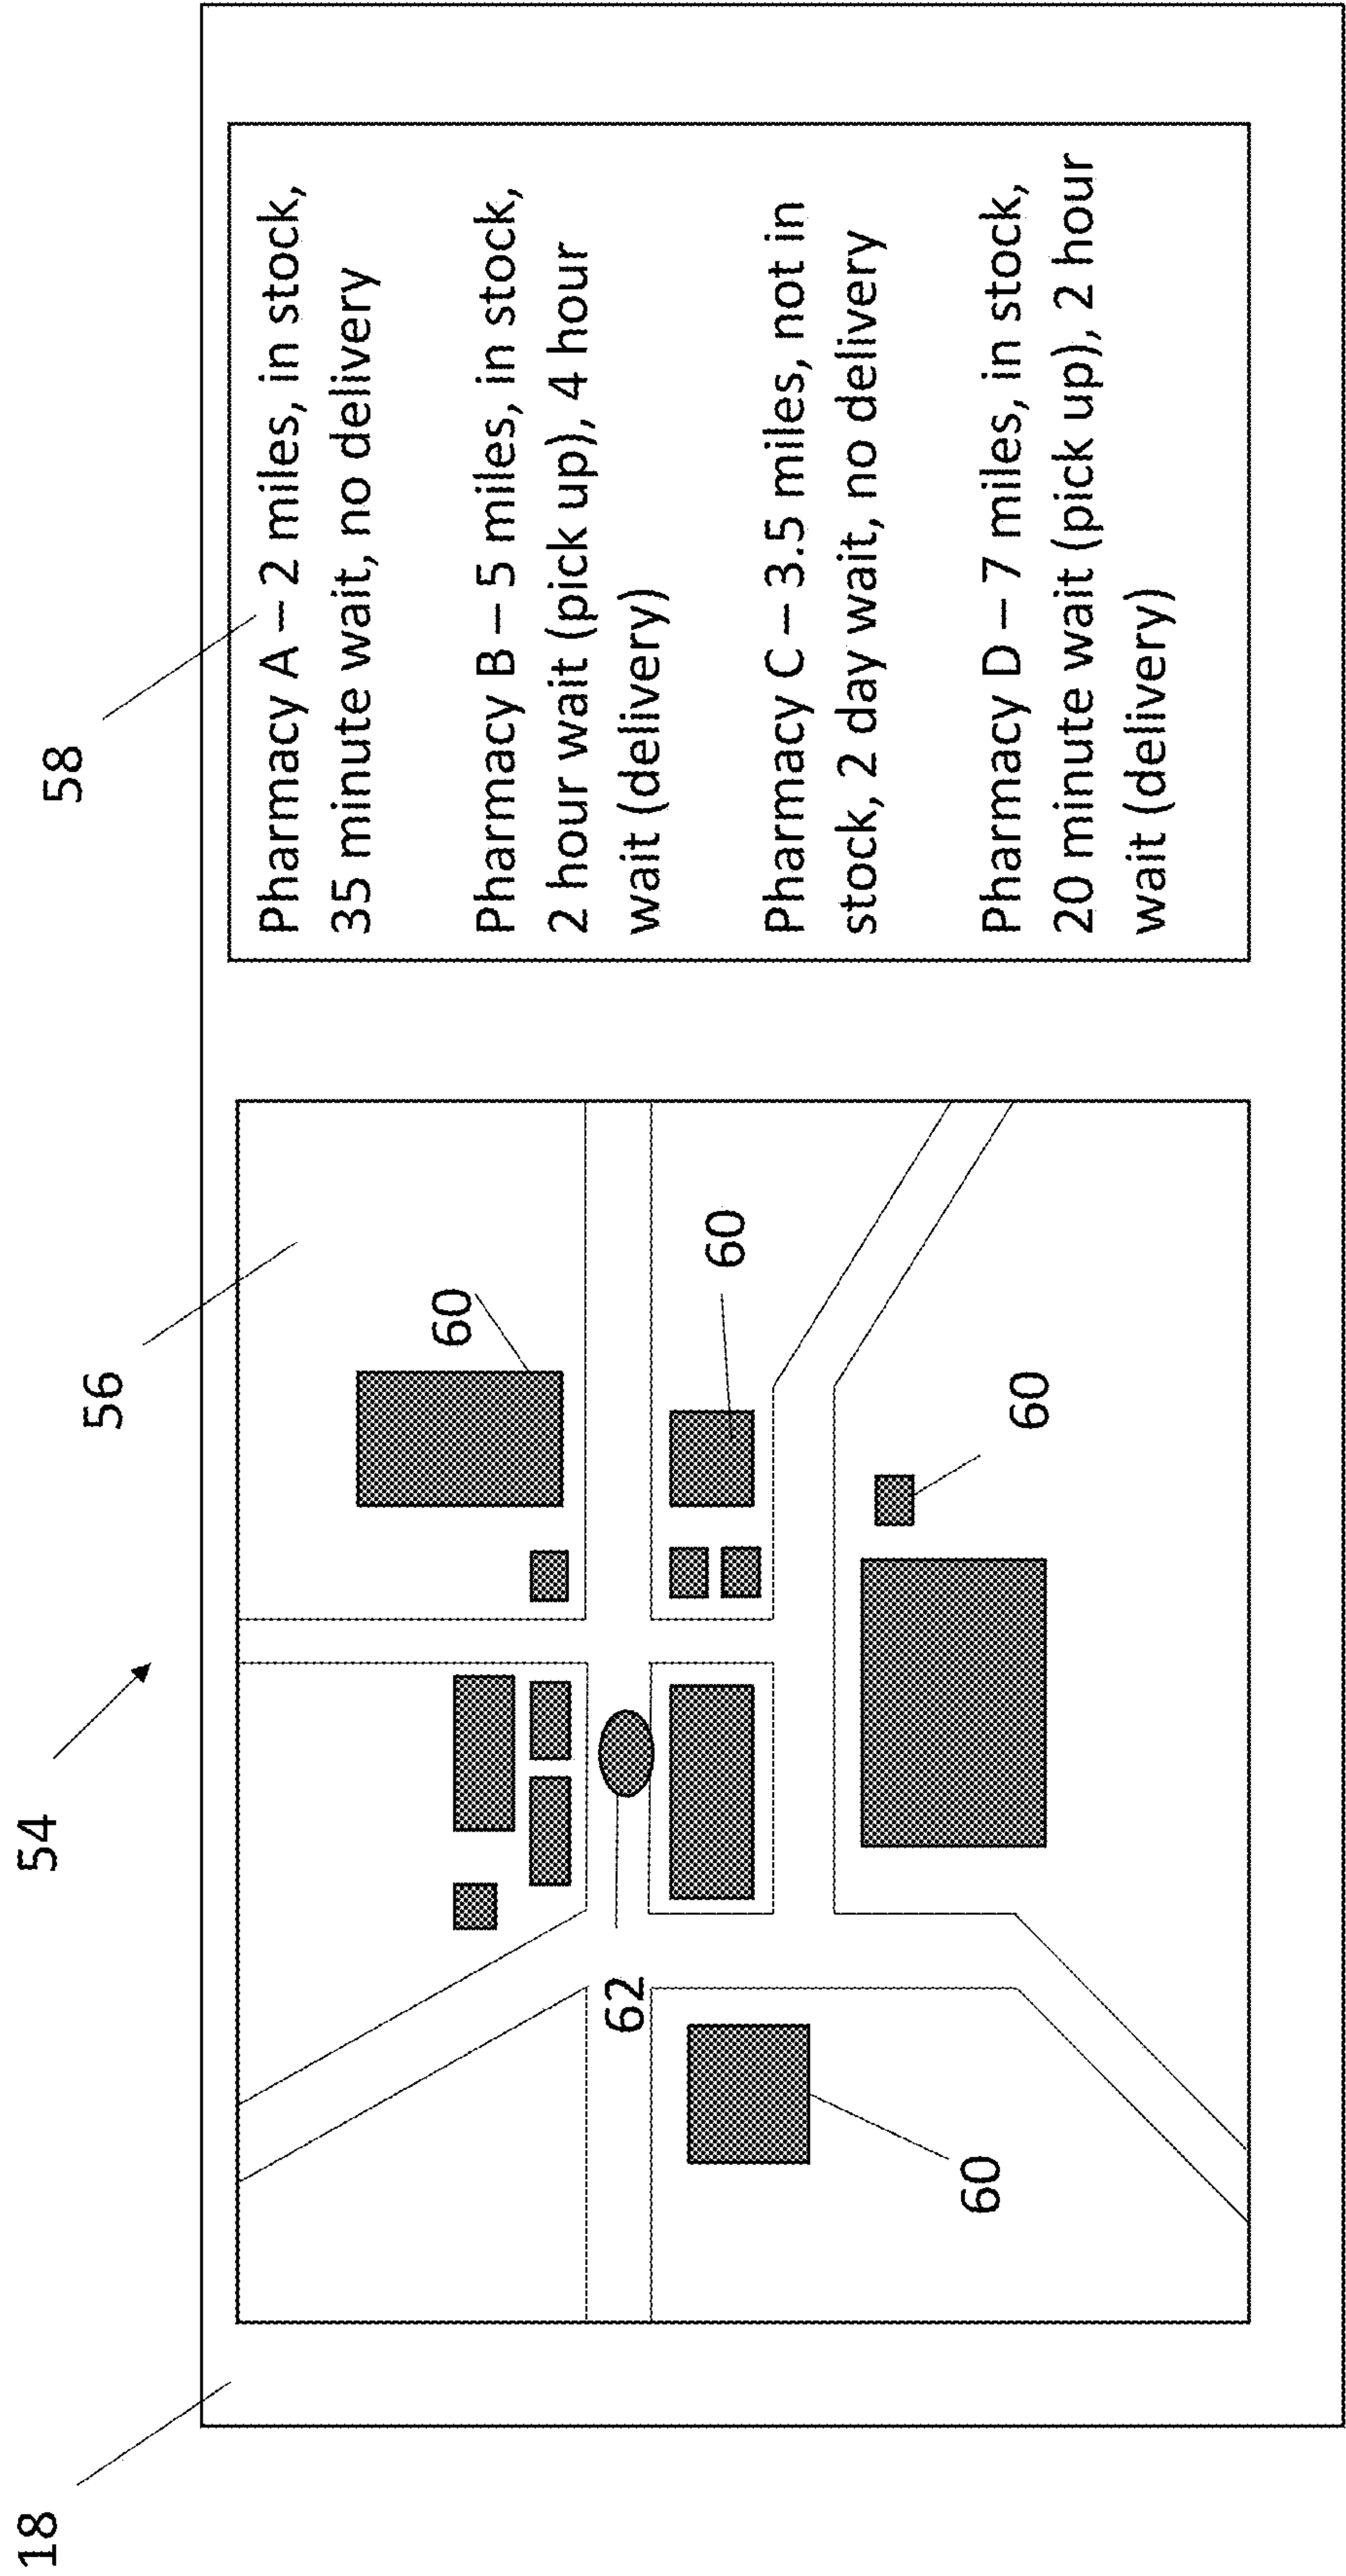 54
56
58
18
60
60
60
60
62
Pharmacy A – 2 miles, in stock,
35 minute wait, no delivery
Pharmacy B – 5 miles, in stock,
2 hour wait (pick up), 4 hour
wait (delivery)
Pharmacy C – 3.5 miles, not in
stock, 2 day wait, no delivery
Pharmacy D – 7 miles, in stock,
20 minute wait (pick up), 2 hour
wait (delivery)